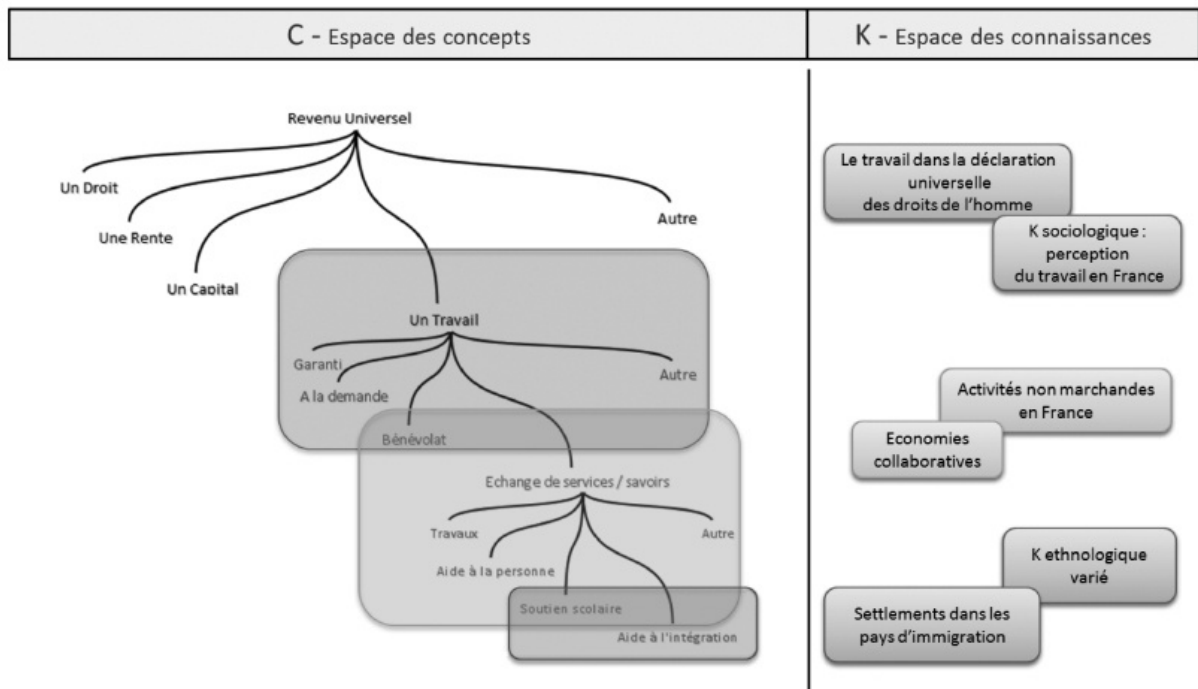 C - Espace des concepts
K - Espace des connaissances
Revenu Universel
Un Droit
Une Rente
Un Capital
Autre
Un Travail
Garanti
A la demande
Bénévolat
Autre
Echange de services / savoirs
Travaux
Aide à la personne
Soutien scolaire
Aide à l'intégration
Autre
Le travail dans la déclaration
universelle
des droits de l'homme
K sociologique :
perception
du travail en France
Activités non marchandes
en France
Economies
collaboratives
K ethnologique
varié
Settlements dans les
pays d'immigration